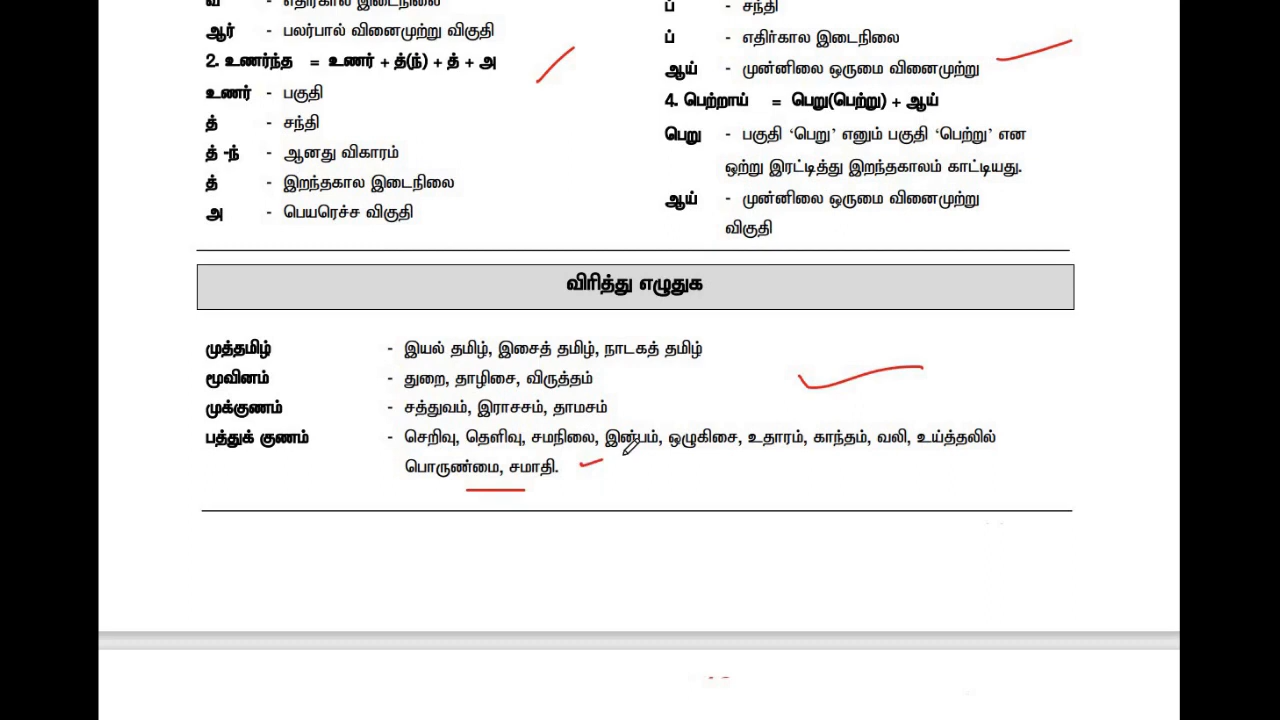 ஆர் - பலர்பால் வினைமுற்று விகுதி
2. உணர்ந்த = உணர் + த்(ந்) + த் + அ
உணர் - பகுதி
த் - சந்தி
த் -ந் - ஆனது விகாரம்
த் - இறந்தகால இடைநிலை
அ - பெயரெச்ச விகுதி
ப் - சந்தி
ப் - எதிர்கால இடைநிலை
ஆய் - முன்னிலை ஒருமை வினைமுற்று
4. பெற்றாய் = பெறு(பெற்று) + ஆய்
பெறு - பகுதி ‘பெறு’ எனும் பகுதி ‘பெற்று’ என
ஒற்று இரட்டித்து இறந்தகாலம் காட்டியது.
ஆய் - முன்னிலை ஒருமை வினைமுற்று
விகுதி
விரித்து எழுதுக
முத்தமிழ் - இயல் தமிழ், இசைத் தமிழ், நாடகத் தமிழ்
மூவினம் - துறை, தாழிசை, விருத்தம்
முக்குணம் - சத்துவம், இராசசம், தாமசம்
பத்துக் குணம் - செறிவு, தெளிவு, சமநிலை, இன்பம், ஒழுகிசை, உதாரம், காந்தம், வலி, உய்த்தலில்
பொருண்மை, சமாதி.